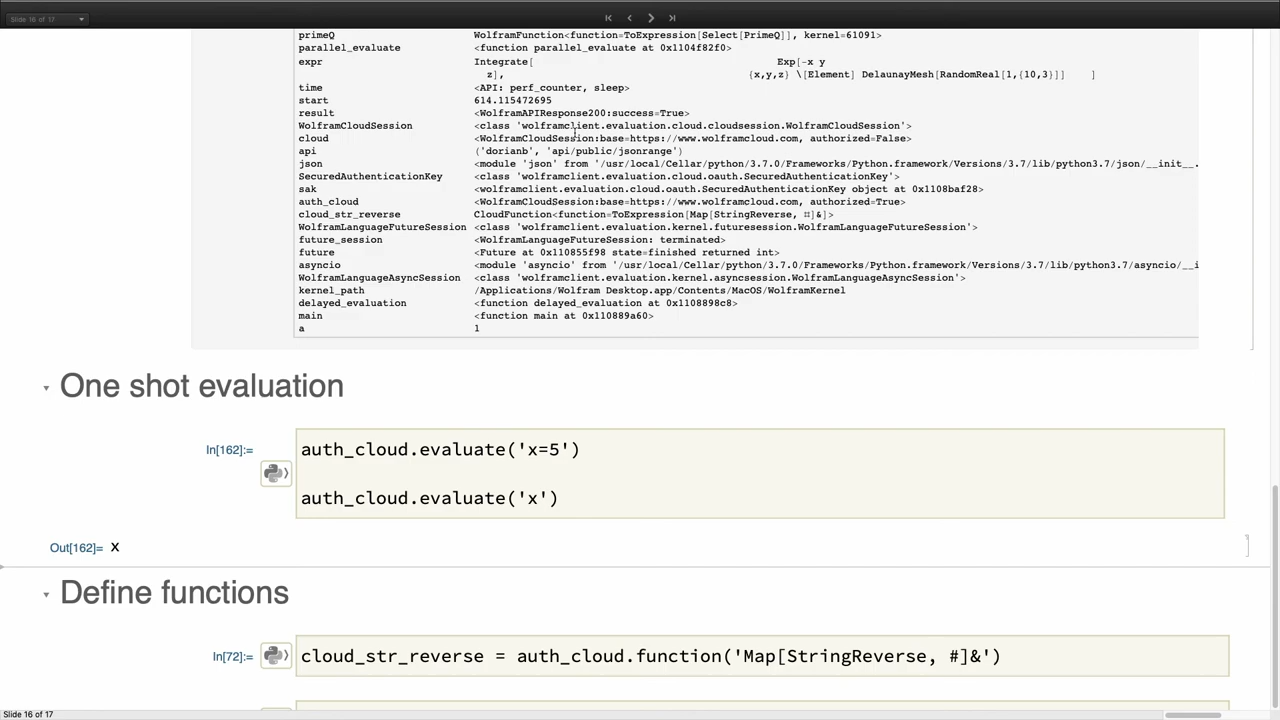 Slide 16 of 17
primeQ WolframFunction<function=ToExpression[Select[PrimeQ]], kernel=61091>
parallel_evaluate <function parallel_evaluate at 0x1104f82f0>
expr Integrate[ Exp[-x y
z], {x,y,z} \[Element] DelaunayMesh[RandomReal[1,{10,3}]] ]
time <API: perf_counter, sleep>
start 614.115472695
result <WolframAPIResponse200:success=True>
WolframCloudSession <class 'wolframclient.evaluation.cloud.cloudsession.WolframCloudSession'>
cloud <WolframCloudSession:base=https://www.wolframcloud.com, authorized=False>
api ('dorianb', 'api/public/jsonrange')
json <module 'json' from '/usr/local/Cellar/python/3.7.0/Frameworks/Python.framework/Versions/3.7/lib/python3.7/json/__init__.
SecuredAuthenticationKey <class 'wolframclient.evaluation.cloud.oauth.SecuredAuthenticationKey'>
sak <wolframclient.evaluation.cloud.oauth.SecuredAuthenticationKey object at 0x1108baf28>
auth_cloud <WolframCloudSession:base=https://www.wolframcloud.com, authorized=True>
cloud_str_reverse CloudFunction<function=ToExpression[Map[StringReverse, #]&]>
WolframLanguageFutureSession <class 'wolframclient.evaluation.kernel.futuresession.WolframLanguageFutureSession'>
future_session <WolframLanguageFutureSession: terminated>
future <Future at 0x110855f98 state=finished returned int>
asyncio <module 'asyncio' from '/usr/local/Cellar/python/3.7.0/Frameworks/Python.framework/Versions/3.7/lib/python3.7/asyncio/__i
WolframLanguageAsyncSession <class 'wolframclient.evaluation.kernel.asyncsession.WolframLanguageAsyncSession'>
kernel_path /Applications/Wolfram Desktop.app/Contents/MacOS/WolframKernel
delayed_evaluation <function delayed_evaluation at 0x1108898c8>
main <function main at 0x110889a60>
a 1
One shot evaluation
In[162]:= auth_cloud.evaluate('x=5')
auth_cloud.evaluate('x')
Out[162]= x
Define functions
In[72]:= cloud_str_reverse = auth_cloud.function('Map[StringReverse, #]&')
Slide 16 of 17